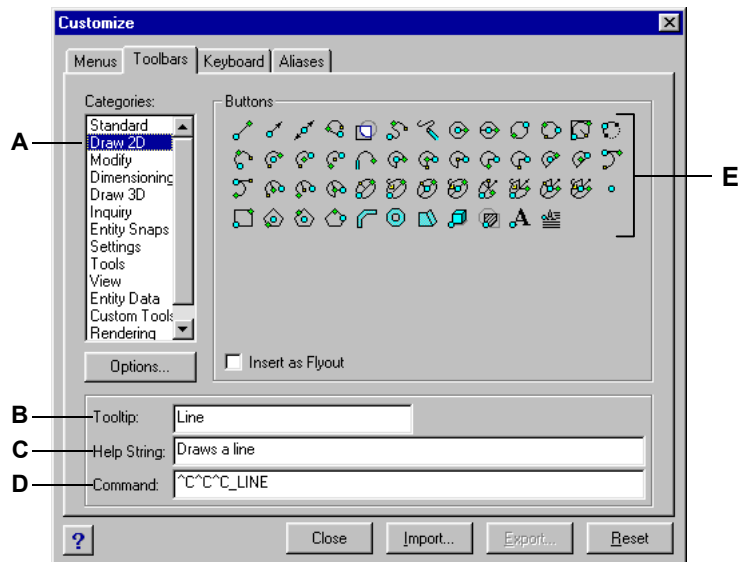 Customize
Menus Toolbars Keyboard Aliases
Categories:
Buttons
A
Standard
Draw 2D
Modify
Dimensioning
Draw 3D
Inquiry
Entity Snaps
Settings
Tools
View
Entity Data
Custom Tools
Rendering
E
Options...
Insert as Flyout
B Tooltip: Line
C Help String: Draws a line
D Command: ^C^C^C_LINE
? Close Import... Export... Reset